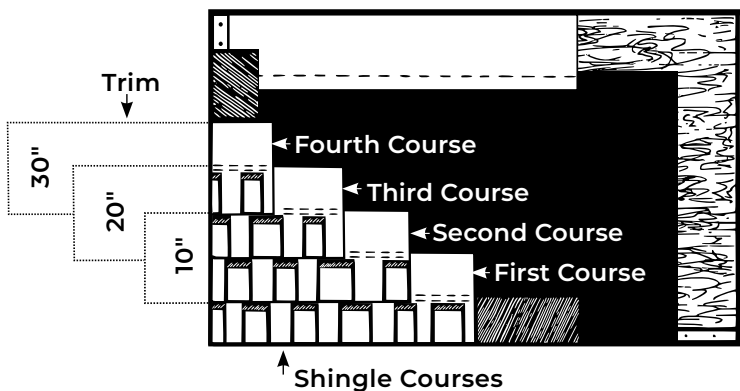 Trim
Fourth Course
30"
Third Course
20"
Second Course
10"
First Course
Shingle Courses